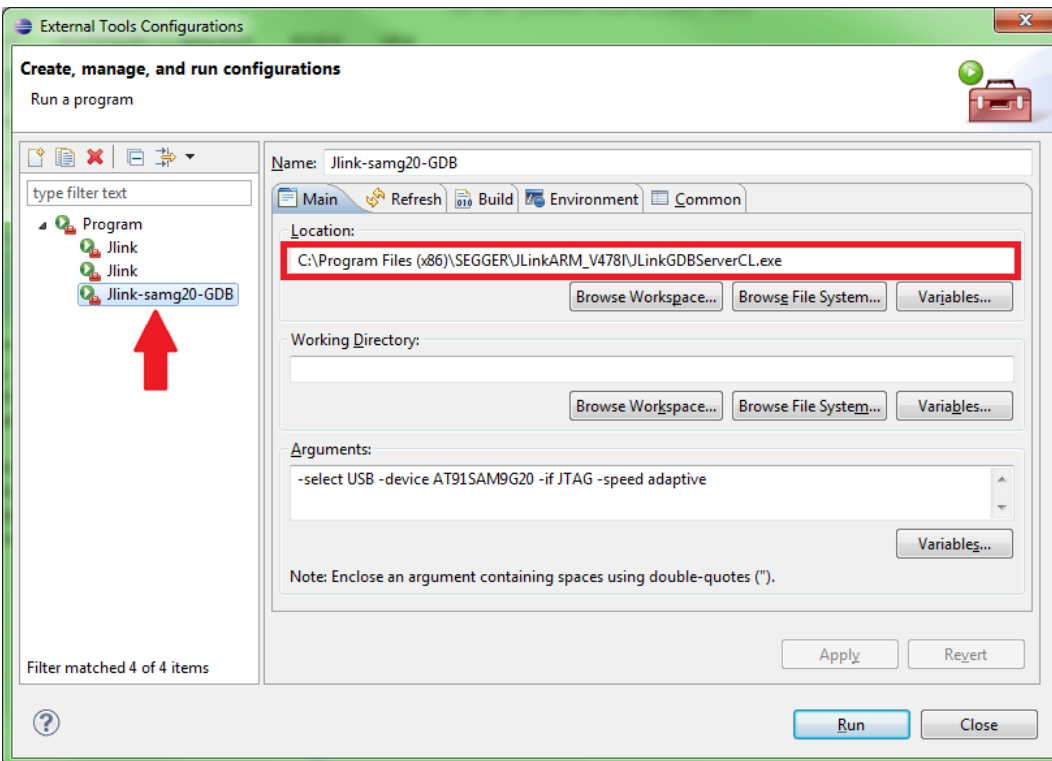 External Tools Configurations
Create, manage, and run configurations
Run a program
type filter text
Program
Jlink
Jlink
Jlink-samg20-GDB
Filter matched 4 of 4 items
Name: Jlink-samg20-GDB
Main Refresh Build Environment Common
Location:
C:\Program Files (x86)\SEGGER\JLinkARM_V478I\JLinkGDBServerCL.exe
Browse Workspace... Browse File System... Variables...
Working Directory:
Browse Workspace... Browse File System... Variables...
Arguments:
-select USB -device AT91SAM9G20 -if JTAG -speed adaptive
Variables...
Note: Enclose an argument containing spaces using double-quotes (").
Apply Revert
Run Close